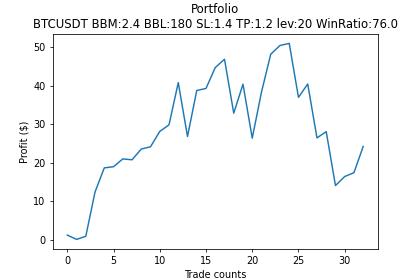 Portfolio
BTCUSDT BBM:2.4 BBL:180 SL:1.4 TP:1.2 lev:20 WinRatio:76.0
50
40
30
20
10
0
Profit ($)
0 5 10 15 20 25 30
Trade counts